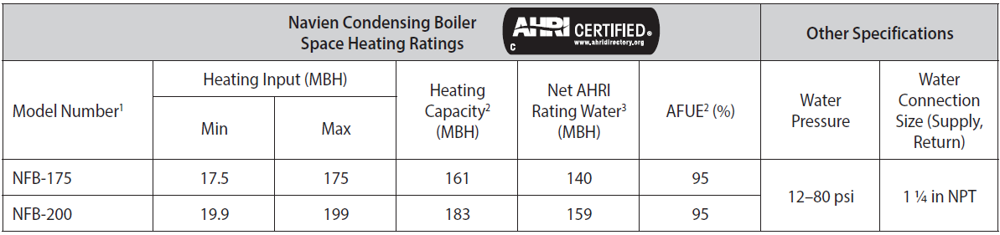 Navien Condensing Boiler
Space Heating Ratings
AHRI CERTIFIED®
www.ahridirectory.org
C
Other Specifications
Model Number1
Heating Input (MBH)
Min
Max
Heating
Capacity2
(MBH)
Net AHRI
Rating Water3
(MBH)
AFUE2 (%)
Water
Pressure
Water
Connection
Size (Supply,
Return)
NFB-175 17.5 175 161 140 95
NFB-200 19.9 199 183 159 95
12–80 psi
1 ¼ in NPT